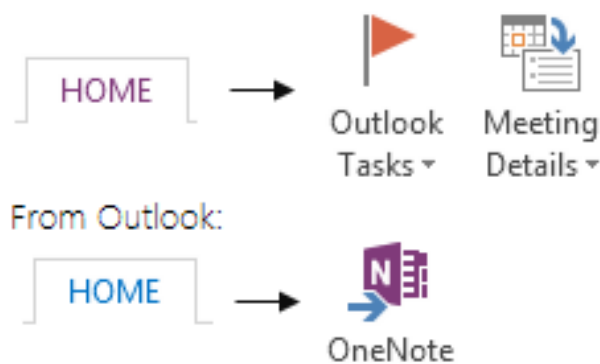 HOME
Outlook Tasks
Meeting Details
From Outlook:
HOME
N
OneNote